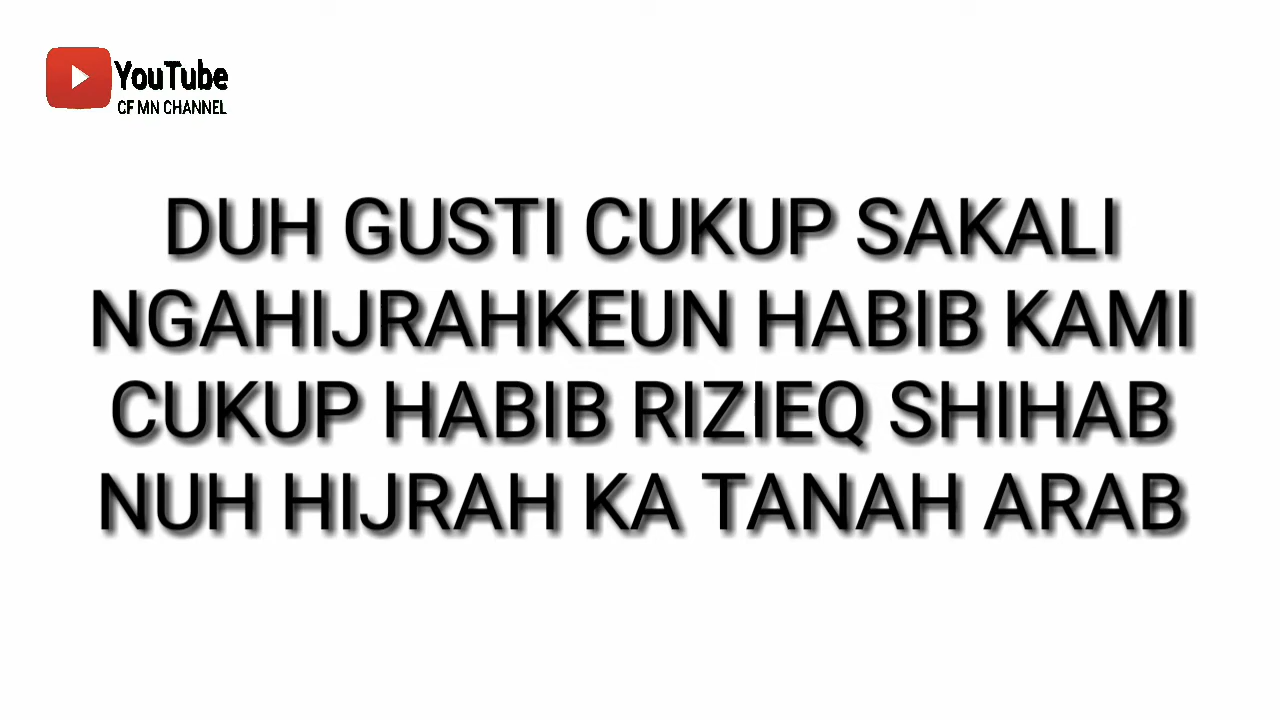 YouTube
CF MN CHANNEL
DUH GUSTI CUKUP SAKALI
NGAHIJRAHKEUN HABIB KAMI
CUKUP HABIB RIZIEQ SHIHAB
NUH HIJRAH KA TANAH ARAB